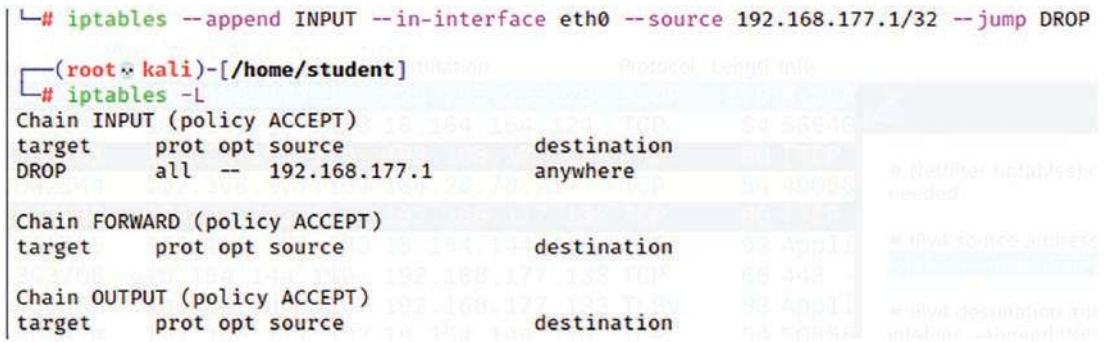 └─# iptables --append INPUT --in-interface eth0 --source 192.168.177.1/32 --jump DROP
┌──(root💀kali)-[/home/student]
└─# iptables -L
Chain INPUT (policy ACCEPT)
target prot opt source destination
DROP all -- 192.168.177.1 anywhere
Chain FORWARD (policy ACCEPT)
target prot opt source destination
Chain OUTPUT (policy ACCEPT)
target prot opt source destination